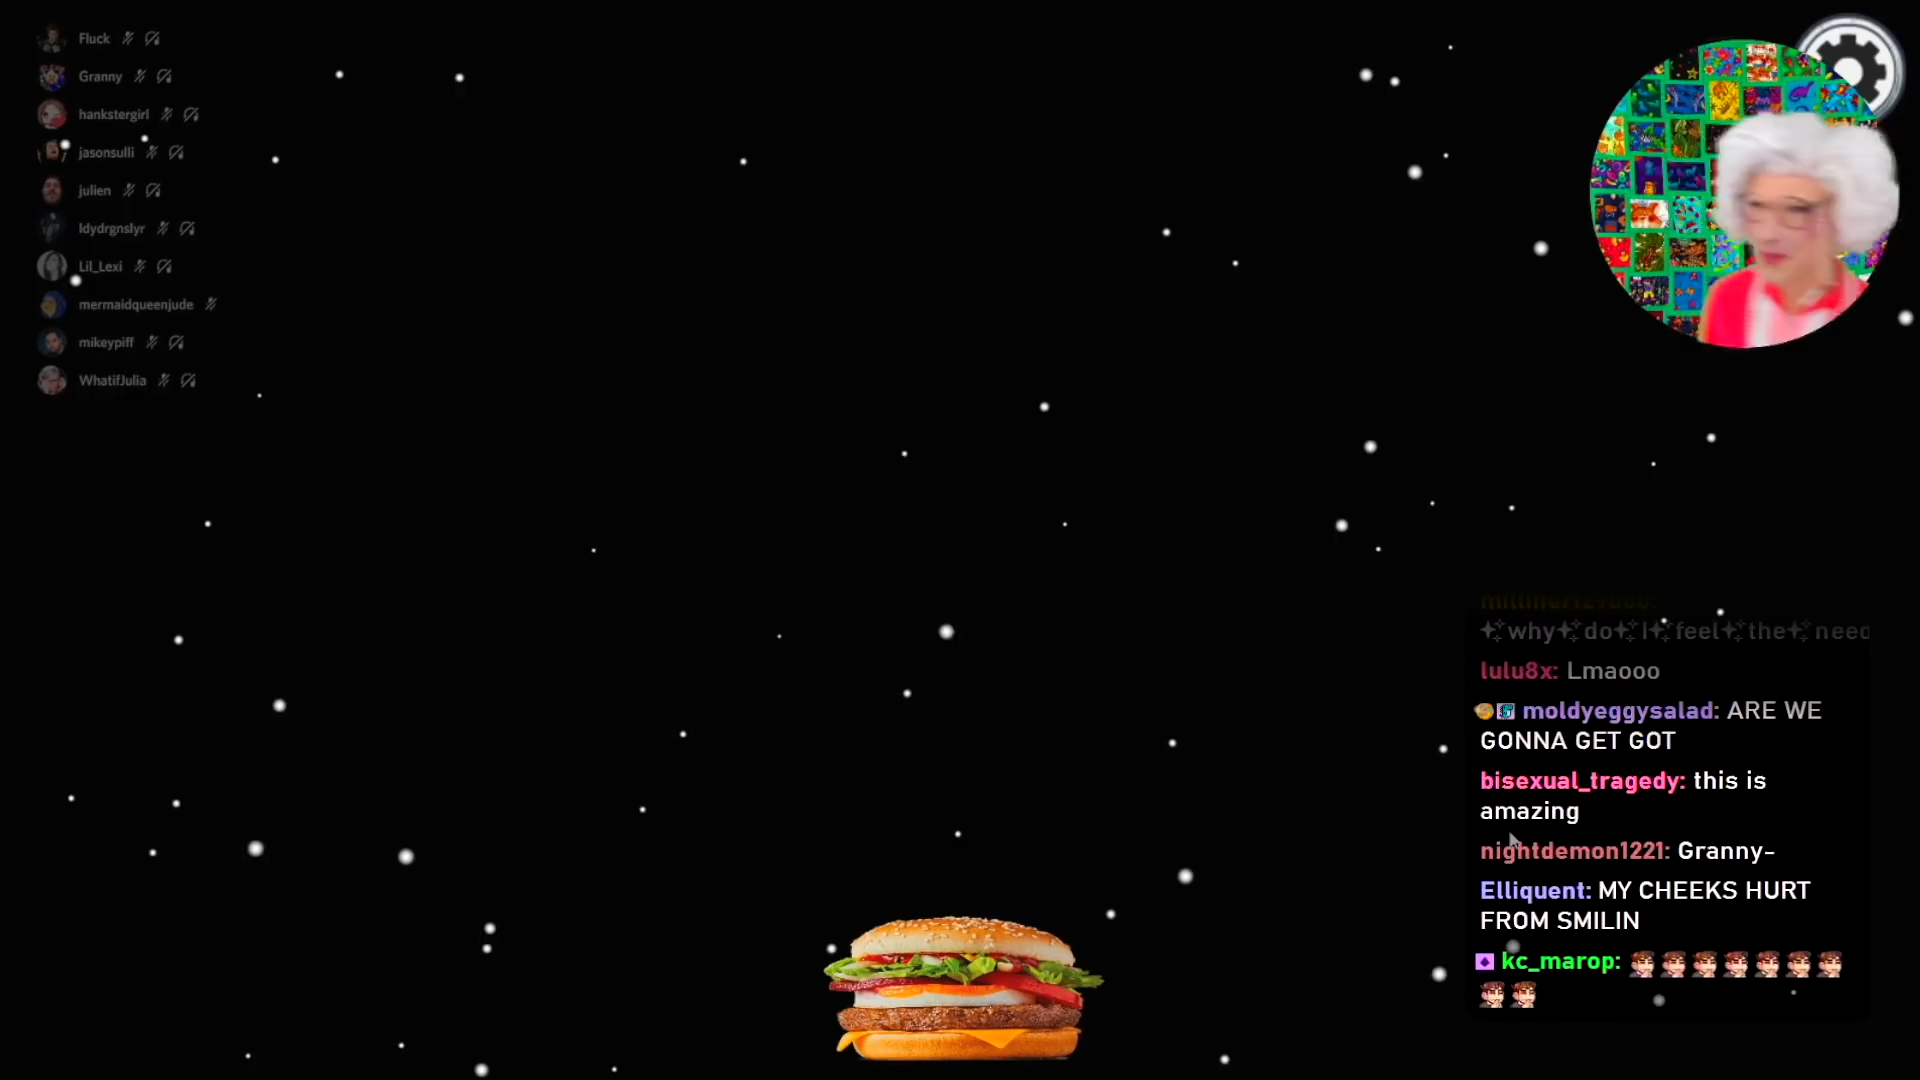 Fluck
Granny
hankstergirl
jasonsulli
julien
ldydrgnslyr
Lil_Lexi
mermaidqueenjude
mikeypiff
WhatifJulia
why do I feel the need
lulu8x: Lmaooo
moldyeggysalad: ARE WE
GONNA GET GOT
bisexual_tragedy: this is
amazing
nightdemon1221: Granny-
Elliquent: MY CHEEKS HURT
FROM SMILIN
kc_marop: